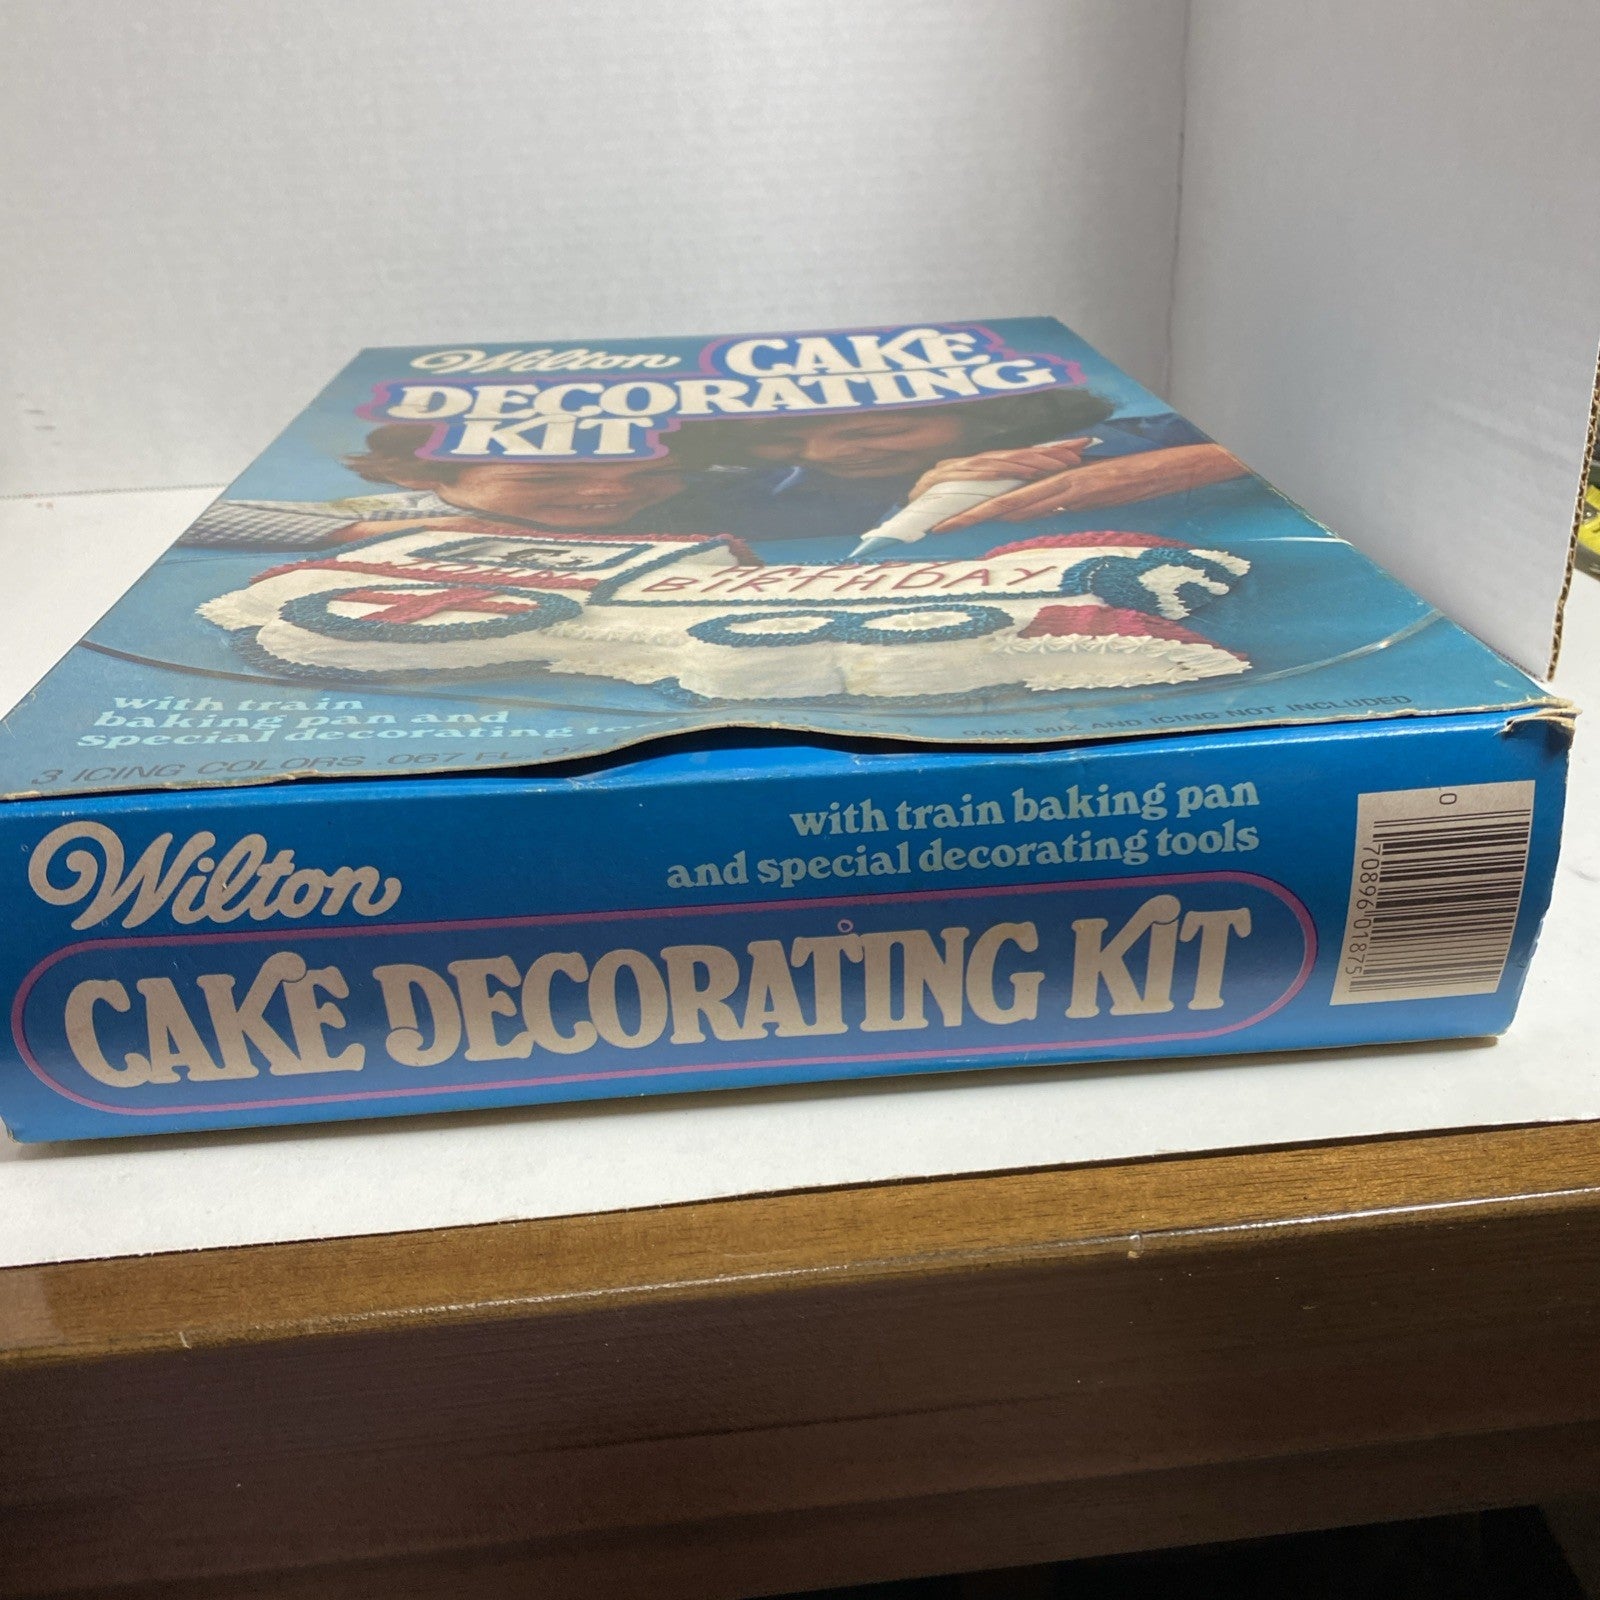 Wilton CAKE
DECORATING
KIT
BIRTHDAY
with train
baking pan and
special decorating
3 ICING COLORS .067 FL.
CAKE MIX AND ICING NOT INCLUDED
Wilton
with train baking pan
and special decorating tools
CAKE DECORATING KIT
0 70896 01875